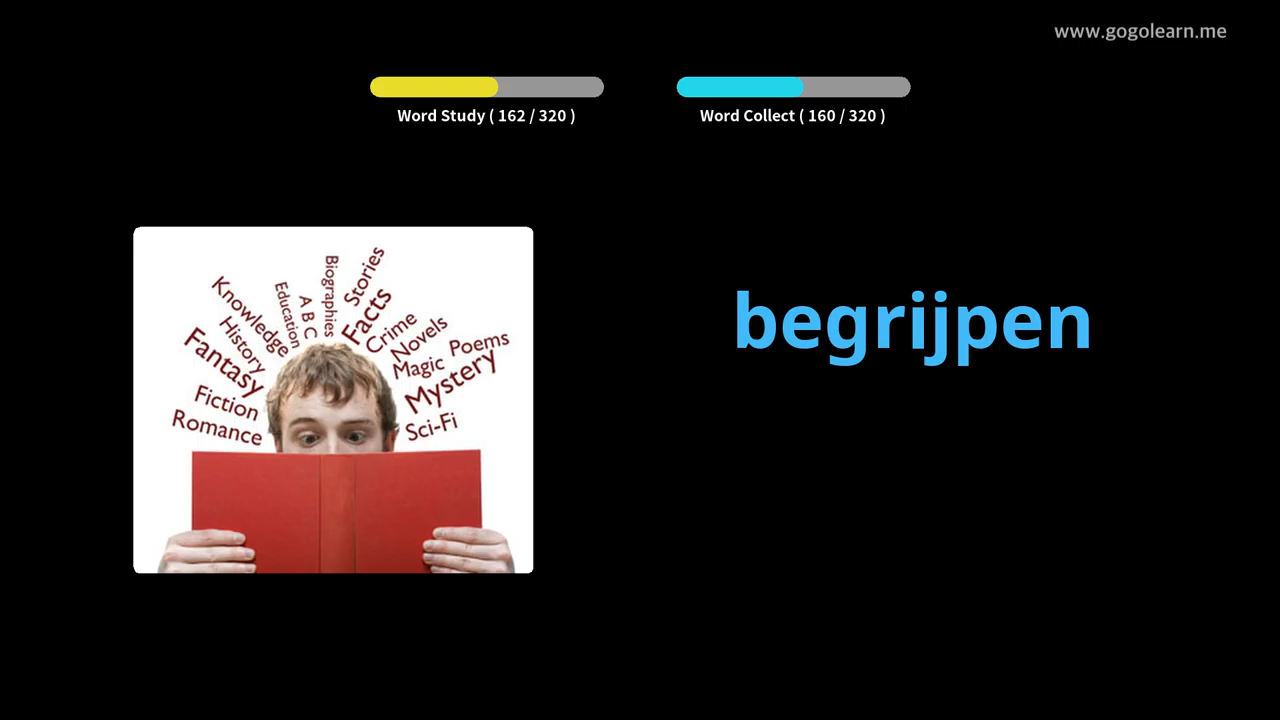 www.gogolearn.me
Word Study ( 162 / 320 )
Word Collect ( 160 / 320 )
begrijpen
Romance
Fiction
Fantasy
History
Knowledge
Education
A B C
Biographies
Stories
Facts
Crime
Novels
Magic
Poems
Mystery
Sci-Fi